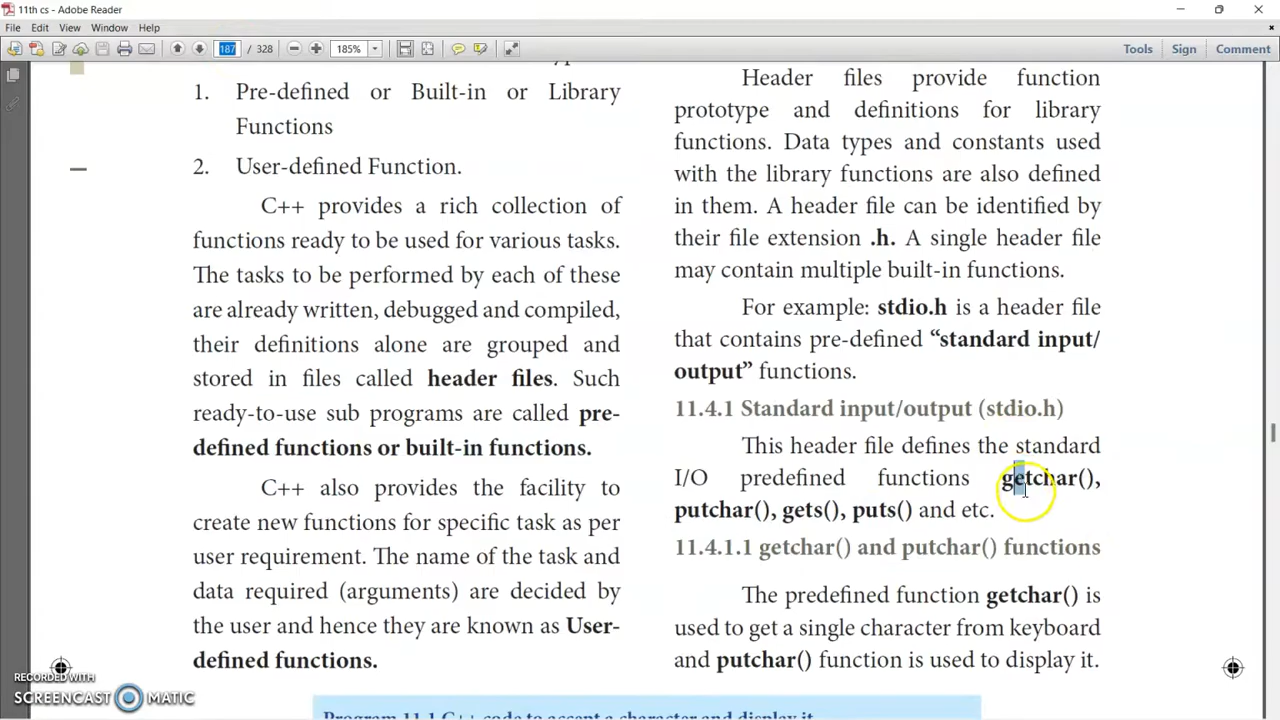 11th cs - Adobe Reader
File Edit View Window Help
187 / 328 185% Tools Sign Comment
1. Pre-defined or Built-in or Library
Functions
2. User-defined Function.
C++ provides a rich collection of
functions ready to be used for various tasks.
The tasks to be performed by each of these
are already written, debugged and compiled,
their definitions alone are grouped and
stored in files called header files. Such
ready-to-use sub programs are called pre-
defined functions or built-in functions.
C++ also provides the facility to
create new functions for specific task as per
user requirement. The name of the task and
data required (arguments) are decided by
the user and hence they are known as User-
defined functions.
Header files provide function
prototype and definitions for library
functions. Data types and constants used
with the library functions are also defined
in them. A header file can be identified by
their file extension .h. A single header file
may contain multiple built-in functions.
For example: stdio.h is a header file
that contains pre-defined “standard input/
output” functions.
11.4.1 Standard input/output (stdio.h)
This header file defines the standard
I/O predefined functions getchar(),
putchar(), gets(), puts() and etc.
11.4.1.1 getchar() and putchar() functions
The predefined function getchar() is
used to get a single character from keyboard
and putchar() function is used to display it.
Program 11.1 C++ code to accept a character and display it
RECORDED WITH
SCREENCAST MATIC